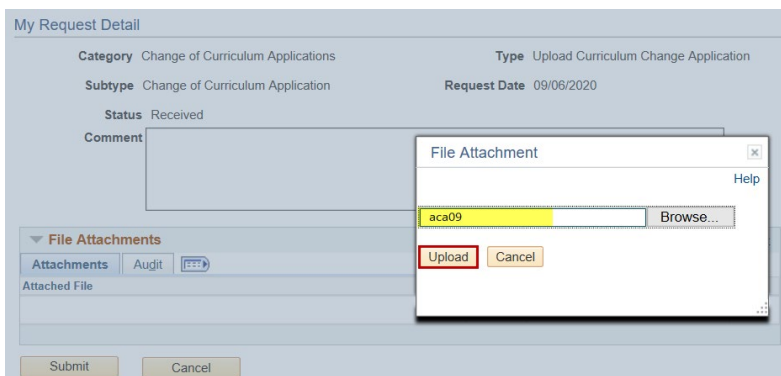 My Request Detail
Category Change of Curriculum Applications
Type Upload Curriculum Change Application
Subtype Change of Curriculum Application
Request Date 09/06/2020
Status Received
Comment
File Attachment
Help
aca09
Browse...
Upload Cancel
File Attachments
Attachments Audit
Attached File
Submit Cancel